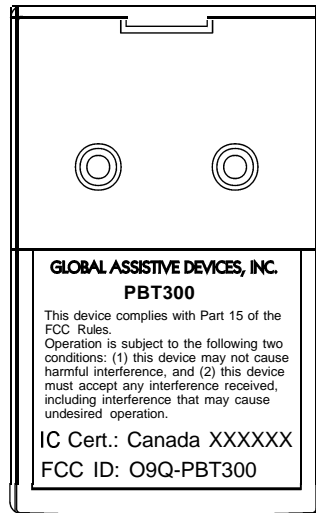 GLOBAL ASSISTIVE DEVICES, INC.
PBT300
This device complies with Part 15 of the
FCC Rules.
Operation is subject to the following two
conditions: (1) this device may not cause
harmful interference, and (2) this device
must accept any interference received,
including interference that may cause
undesired operation.
IC Cert.: Canada XXXXXX
FCC ID: O9Q-PBT300